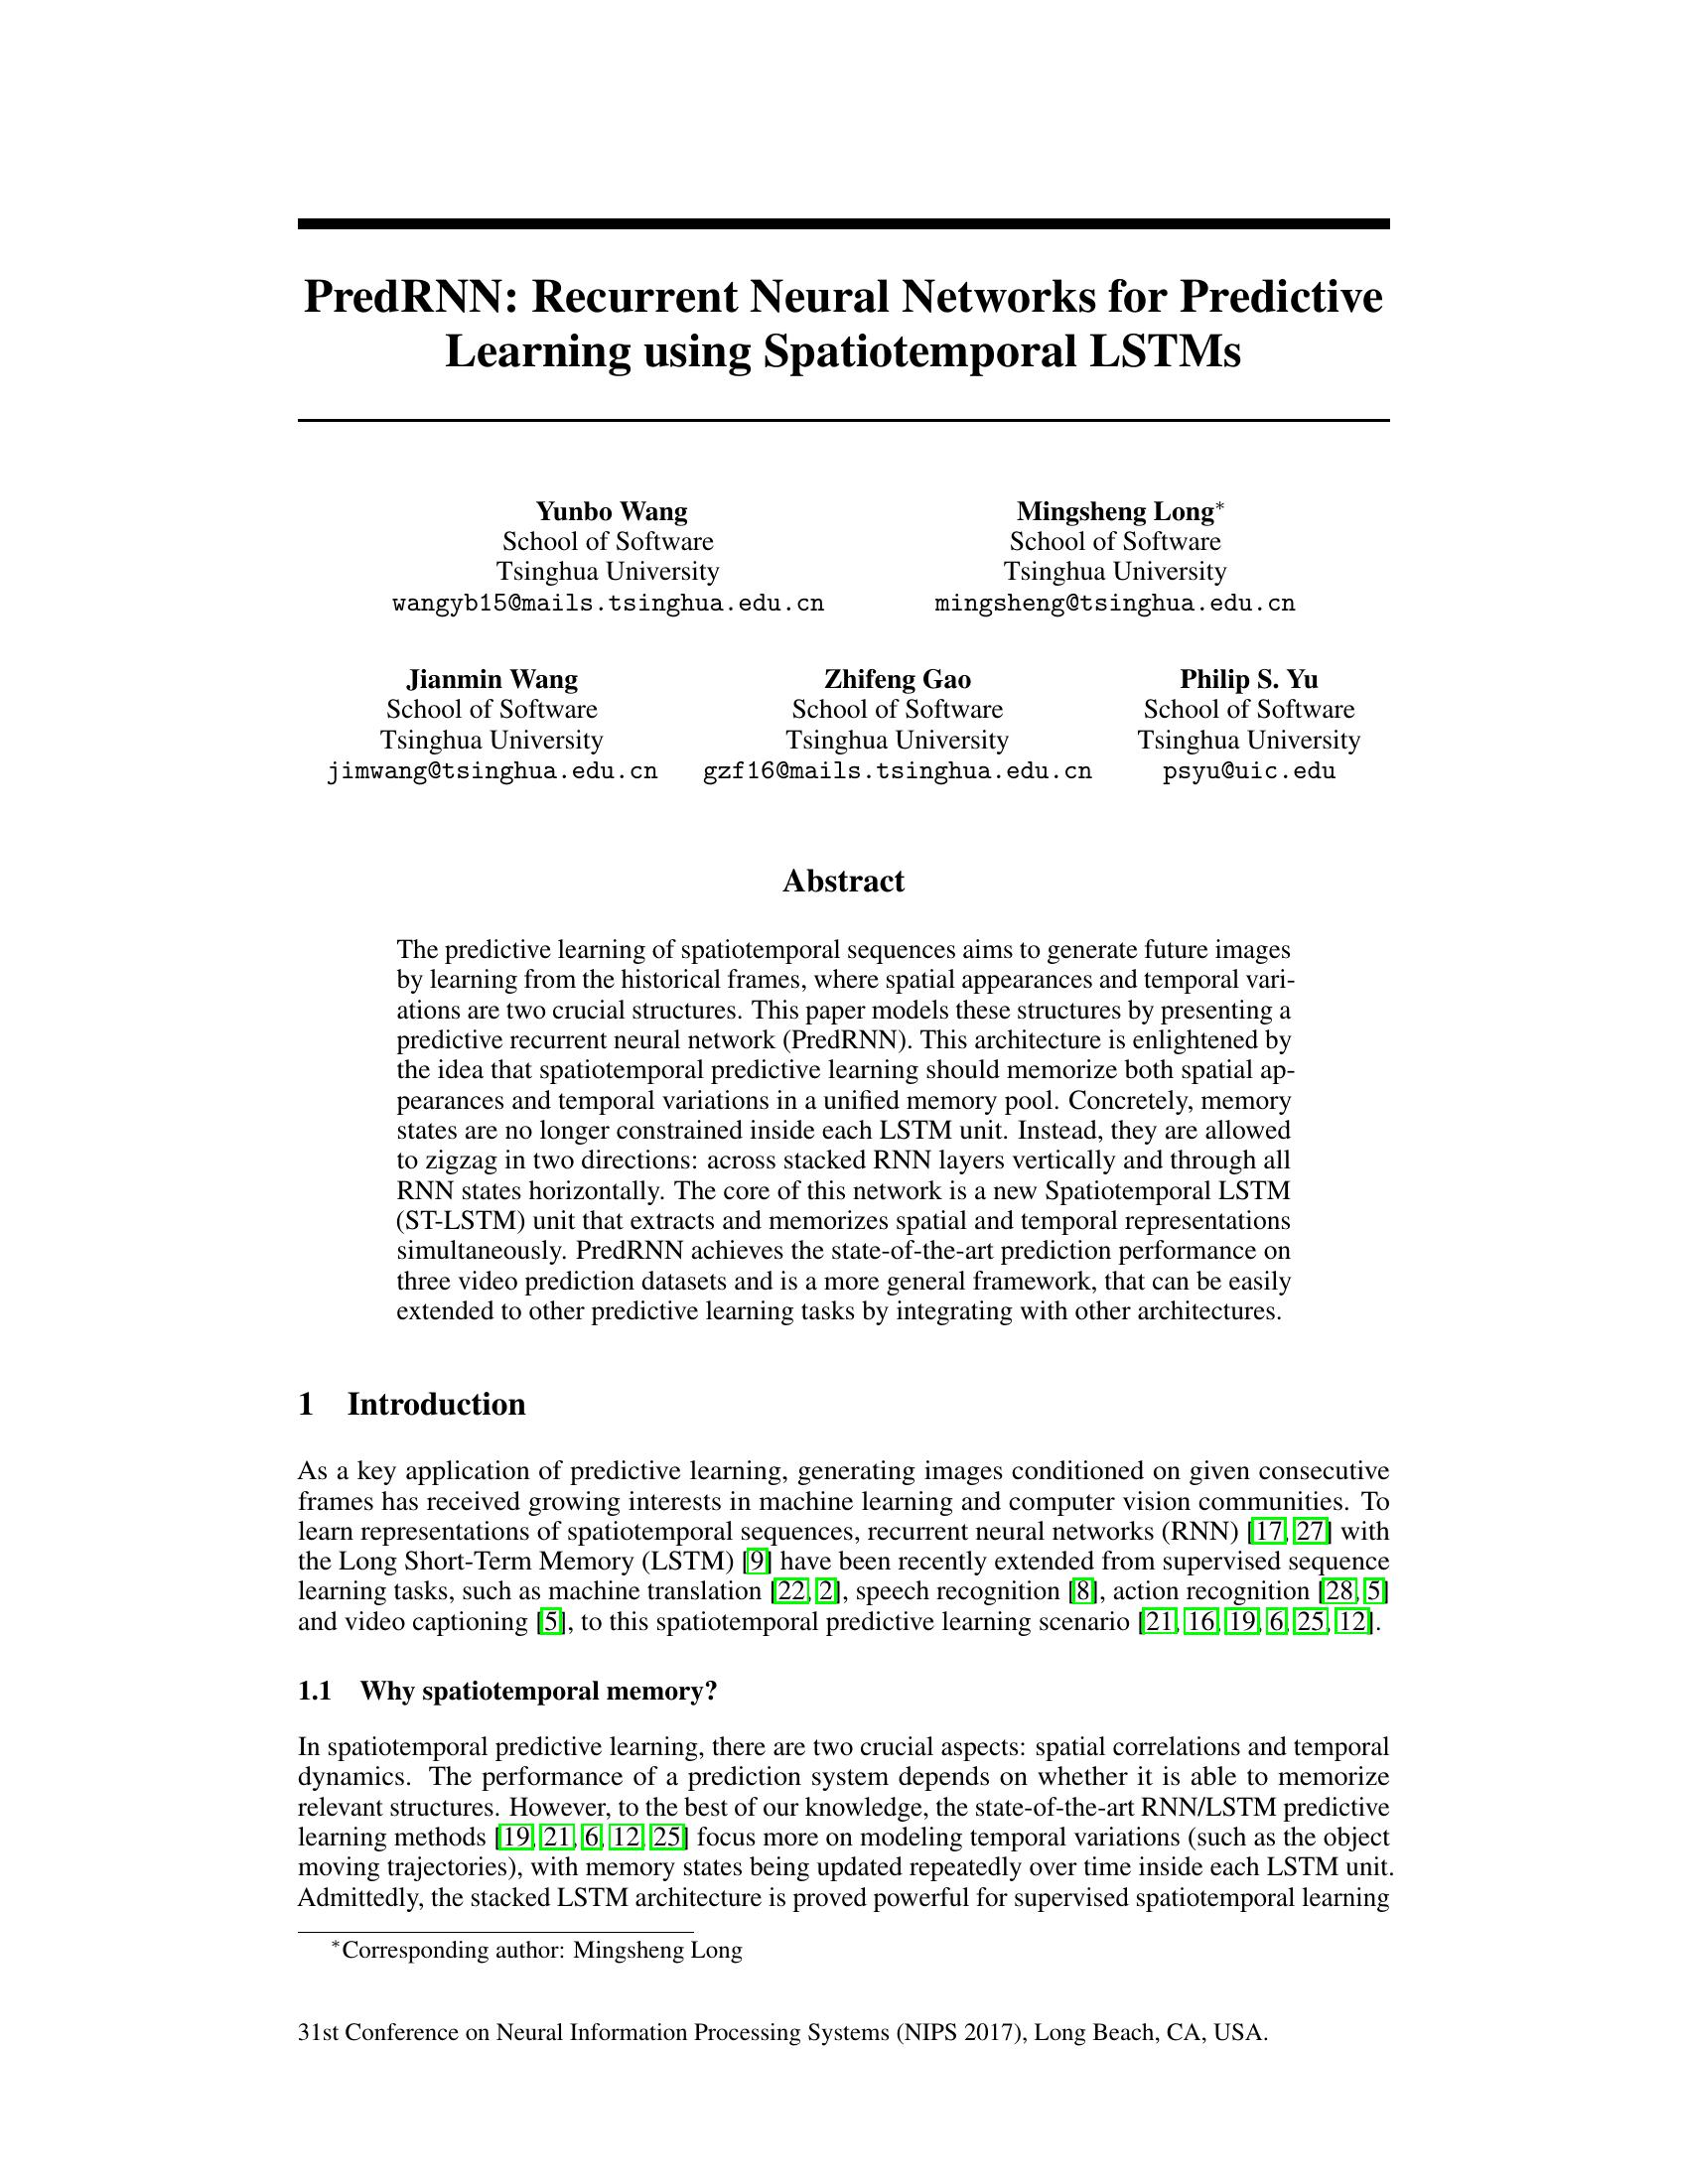 PredRNN: Recurrent Neural Networks for Predictive
Learning using Spatiotemporal LSTMs
Yunbo Wang
School of Software
Tsinghua University
wangyb15@mails.tsinghua.edu.cn
Mingsheng Long*
School of Software
Tsinghua University
mingsheng@tsinghua.edu.cn
Jianmin Wang
School of Software
Tsinghua University
jimwang@tsinghua.edu.cn
Zhifeng Gao
School of Software
Tsinghua University
gzf16@mails.tsinghua.edu.cn
Philip S. Yu
School of Software
Tsinghua University
psyu@uic.edu
Abstract
The predictive learning of spatiotemporal sequences aims to generate future images
by learning from the historical frames, where spatial appearances and temporal vari-
ations are two crucial structures. This paper models these structures by presenting a
predictive recurrent neural network (PredRNN). This architecture is enlightened by
the idea that spatiotemporal predictive learning should memorize both spatial ap-
pearances and temporal variations in a unified memory pool. Concretely, memory
states are no longer constrained inside each LSTM unit. Instead, they are allowed
to zigzag in two directions: across stacked RNN layers vertically and through all
RNN states horizontally. The core of this network is a new Spatiotemporal LSTM
(ST-LSTM) unit that extracts and memorizes spatial and temporal representations
simultaneously. PredRNN achieves the state-of-the-art prediction performance on
three video prediction datasets and is a more general framework, that can be easily
extended to other predictive learning tasks by integrating with other architectures.
1 Introduction
As a key application of predictive learning, generating images conditioned on given consecutive
frames has received growing interests in machine learning and computer vision communities. To
learn representations of spatiotemporal sequences, recurrent neural networks (RNN) [17, 27] with
the Long Short-Term Memory (LSTM) [9] have been recently extended from supervised sequence
learning tasks, such as machine translation [22, 2], speech recognition [8], action recognition [28, 5]
and video captioning [5], to this spatiotemporal predictive learning scenario [21, 16, 19, 6, 25, 12].
1.1 Why spatiotemporal memory?
In spatiotemporal predictive learning, there are two crucial aspects: spatial correlations and temporal
dynamics. The performance of a prediction system depends on whether it is able to memorize
relevant structures. However, to the best of our knowledge, the state-of-the-art RNN/LSTM predictive
learning methods [19, 21, 6, 12, 25] focus more on modeling temporal variations (such as the object
moving trajectories), with memory states being updated repeatedly over time inside each LSTM unit.
Admittedly, the stacked LSTM architecture is proved powerful for supervised spatiotemporal learning
*Corresponding author: Mingsheng Long
31st Conference on Neural Information Processing Systems (NIPS 2017), Long Beach, CA, USA.